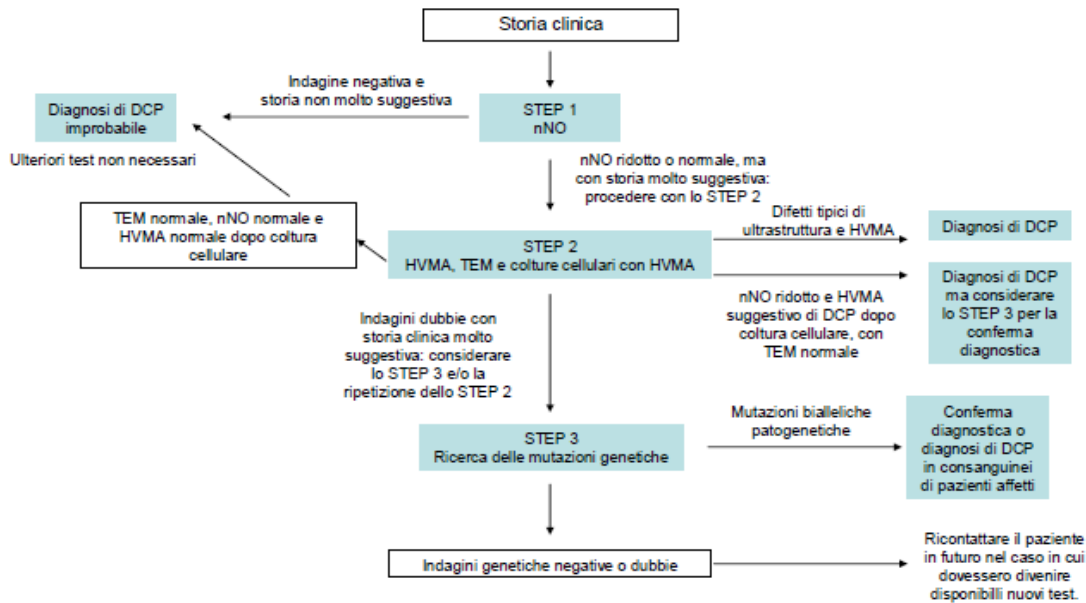 Storia clinica
Indagine negativa e
storia non molto suggestiva
STEP 1
nNO
Diagnosi di DCP
improbabile
Ulteriori test non necessari
nNO ridotto o normale, ma
con storia molto suggestiva:
procedere con lo STEP 2
TEM normale, nNO normale e
HVMA normale dopo coltura
cellulare
STEP 2
HVMA, TEM e colture cellulari con HVMA
Difetti tipici di
ultrastruttura e HVMA
Diagnosi di DCP
nNO ridotto e HVMA
suggestivo di DCP dopo
coltura cellulare, con
TEM normale
Diagnosi di DCP
ma considerare
lo STEP 3 per la
conferma
diagnostica
Indagini dubbie con
storia clinica molto
suggestiva: considerare
lo STEP 3 e/o la
ripetizione dello STEP 2
STEP 3
Ricerca delle mutazioni genetiche
Mutazioni bialleliche
patogenetiche
Conferma
diagnostica o
diagnosi di DCP
in consanguinei
di pazienti affetti
Indagini genetiche negative o dubbie
Ricontattare il paziente
in futuro nel caso in cui
dovessero divenire
disponibilli nuovi test.